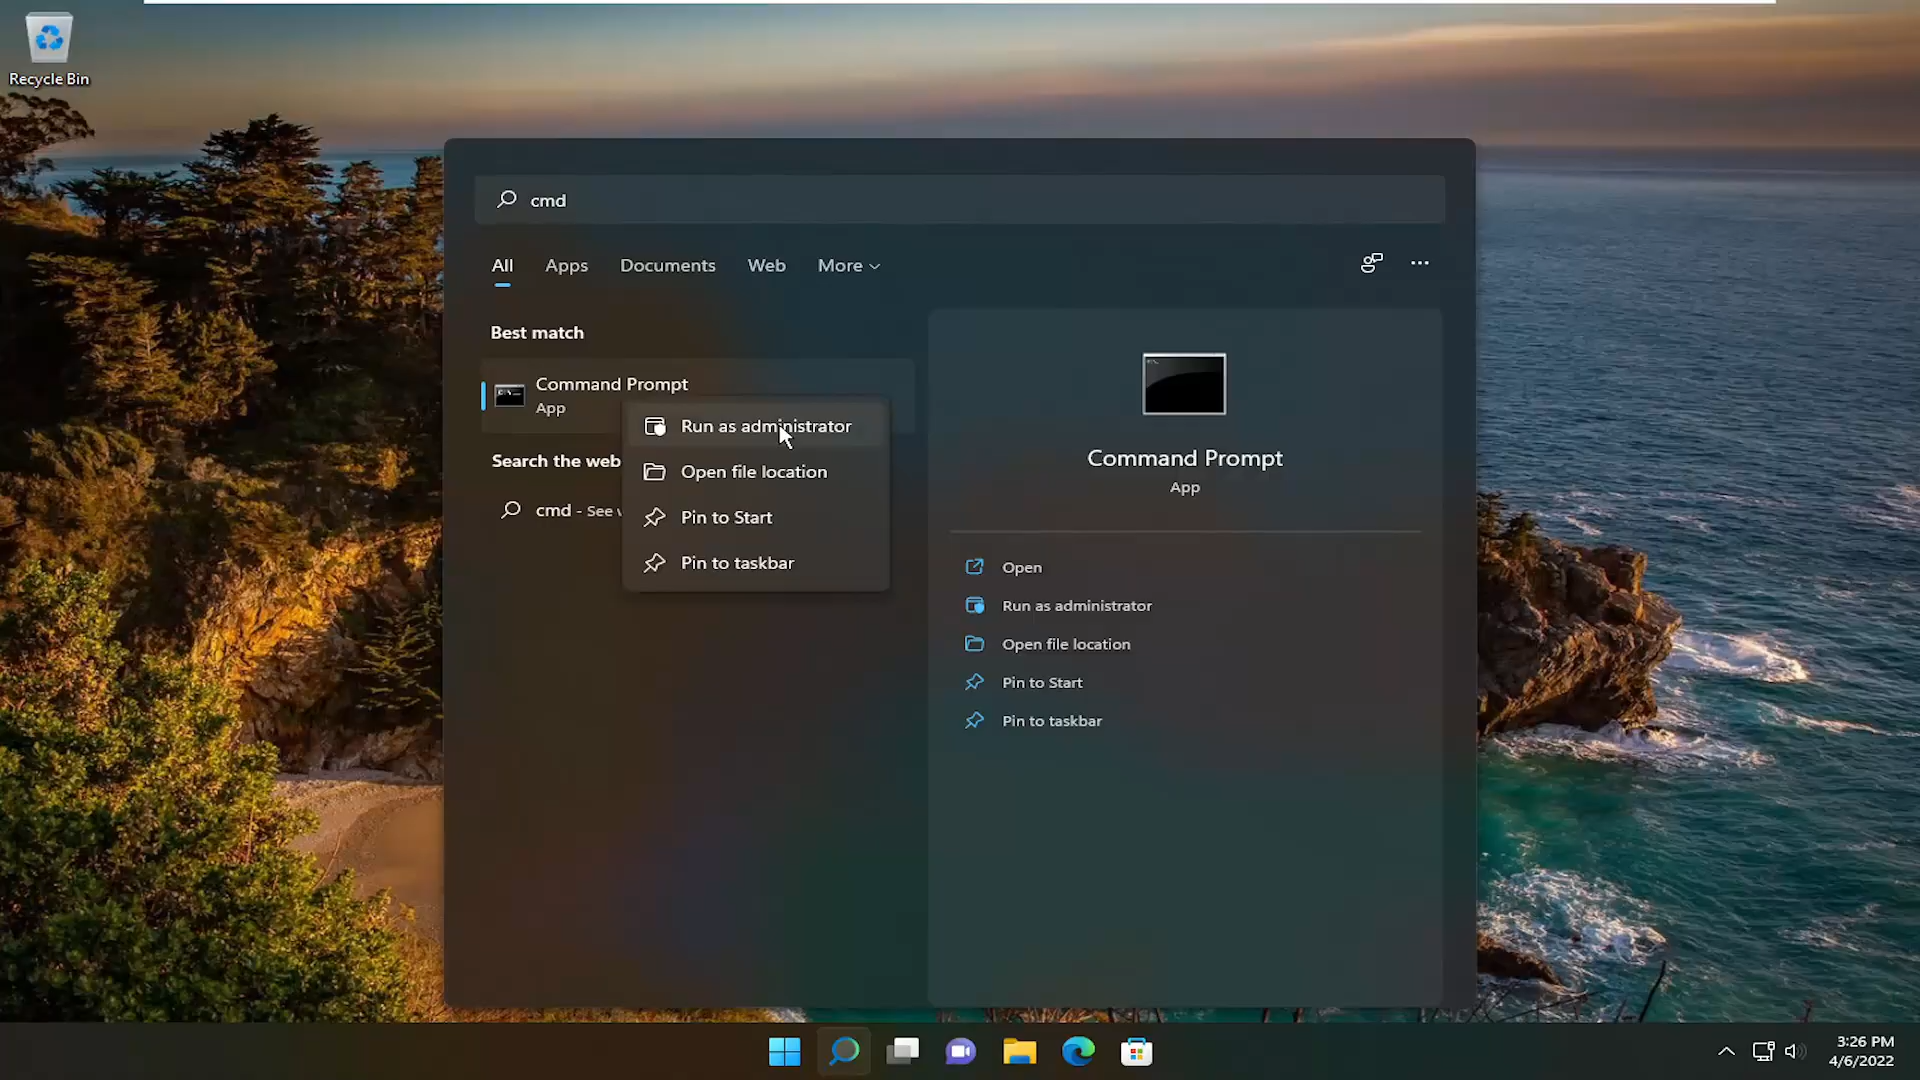 Recycle Bin
cmd
All Apps Documents Web More
Best match
Command Prompt
App
Run as administrator
Open file location
Pin to Start
Pin to taskbar
Search the web
cmd - See
Command Prompt
App
Open
Run as administrator
Open file location
Pin to Start
Pin to taskbar
3:26 PM
4/6/2022